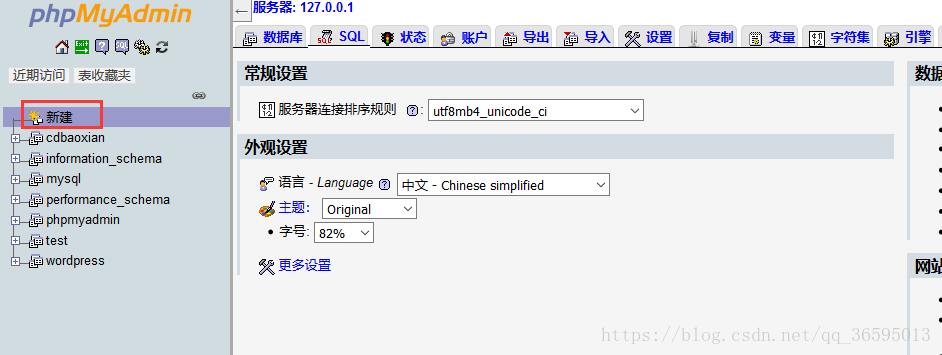 phpMyAdmin
近期访问 表收藏夹
新建
cdbaoxian
information_schema
mysql
performance_schema
phpmyadmin
test
wordpress
服务器: 127.0.0.1
数据库 SQL 状态 账户 导出 导入 设置 复制 变量 字符集 引擎
常规设置
服务器连接排序规则 : utf8mb4_unicode_ci
外观设置
语言 - Language 中文 - Chinese simplified
主题: Original
字号: 82%
更多设置
数据
网站
https://blog.csdn.net/qq_36595013